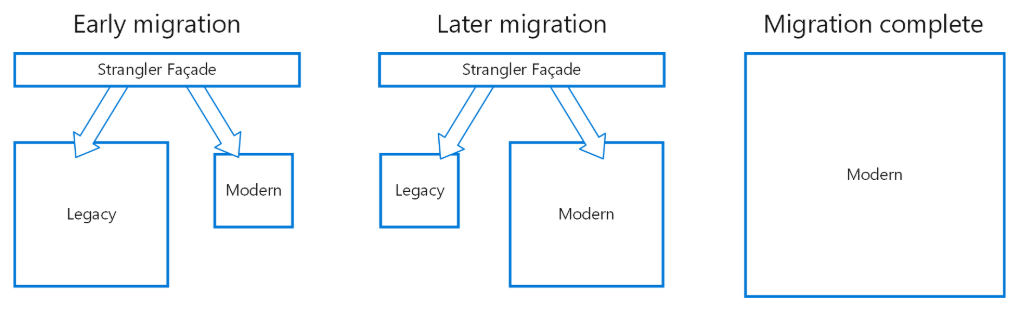 Early migration
Strangler Façade
Legacy
Modern
Later migration
Strangler Façade
Legacy
Modern
Migration complete
Modern